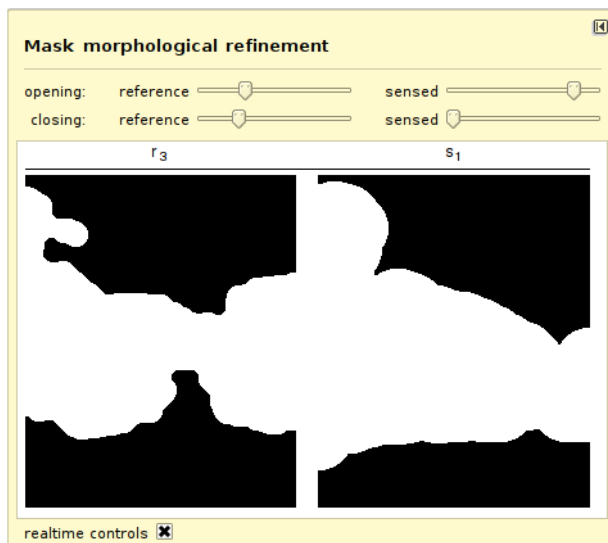 Mask morphological refinement
opening: reference sensed
closing: reference sensed
r3 s1
realtime controls